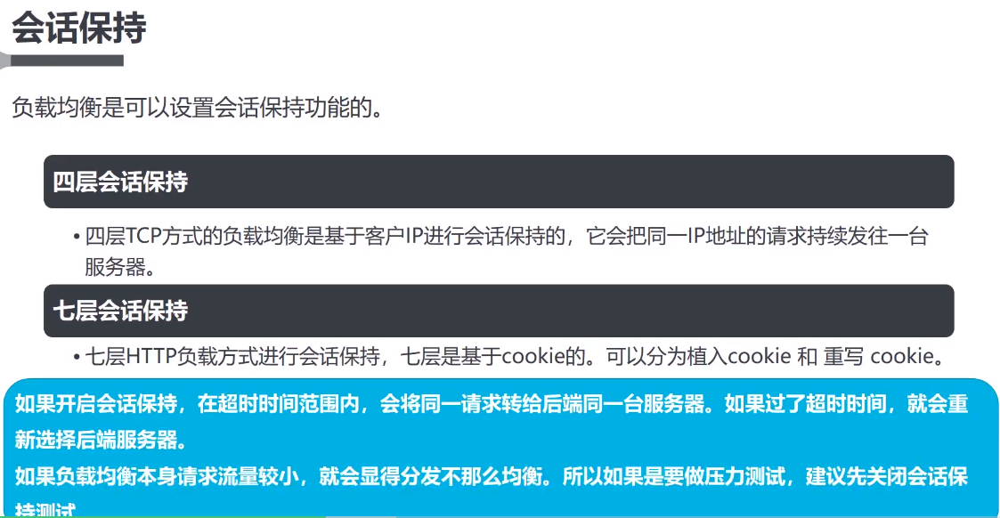 会话保持
负载均衡是可以设置会话保持功能的。
四层会话保持
• 四层TCP方式的负载均衡是基于客户IP进行会话保持的，它会把同一IP地址的请求持续发往一台
服务器。
七层会话保持
• 七层HTTP负载方式进行会话保持，七层是基于cookie的。可以分为植入cookie 和 重写 cookie。
如果开启会话保持，在超时时间范围内，会将同一请求转给后端同一台服务器。如果过了超时时间，就会重
新选择后端服务器。
如果负载均衡本身请求流量较小，就会显得分发不那么均衡。所以如果是要做压力测试，建议先关闭会话保
持测试